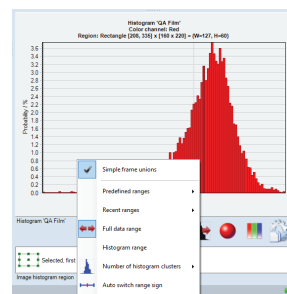 Histogram 'QA Film'
Color channel: Red
Region: Rectangle [208, 335] x [160 x 220] = (W=127, H=60)
Probability / %
3.6
3.4
3.2
3.0
2.8
2.6
2.4
2.2
2.0
1.8
1.6
1.4
1.2
1.0
0.8
0.6
0.4
0.2
0.0
Simple frame unions
Predefined ranges
Recent ranges
Histogram 'QA Film'
Full data range
Histogram range
Selected, first
Number of histogram clusters
Image histogram region
Auto switch range sign